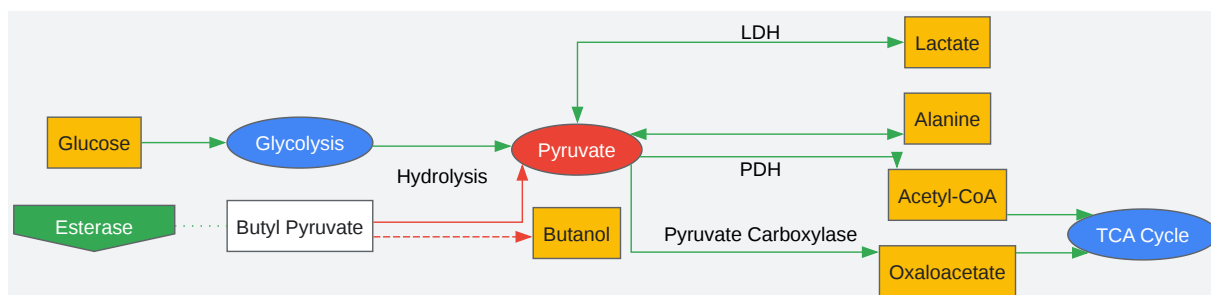 LDH
Lactate
Glucose
Glycolysis
Pyruvate
Alanine
Hydrolysis
PDH
Acetyl-CoA
Esterase
Butyl Pyruvate
Butanol
Pyruvate Carboxylase
TCA Cycle
Oxaloacetate